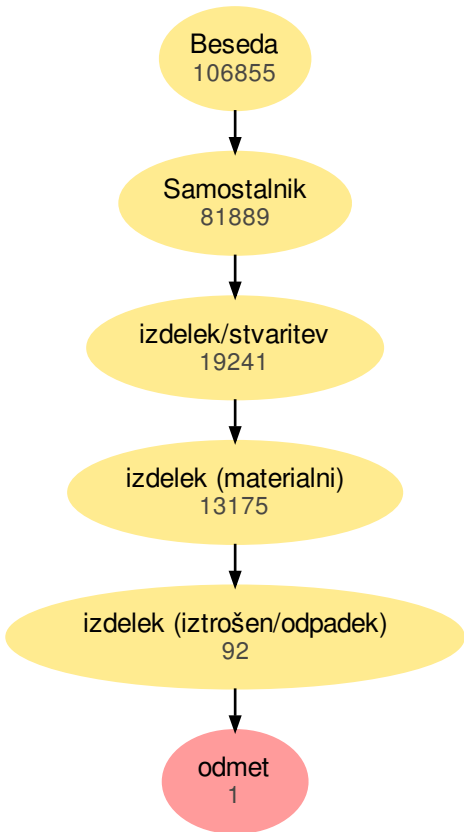 Beseda
106855
Samostalnik
81889
izdelek/stvaritev
19241
izdelek (materialni)
13175
izdelek (iztrošen/odpadek)
92
odmet
1